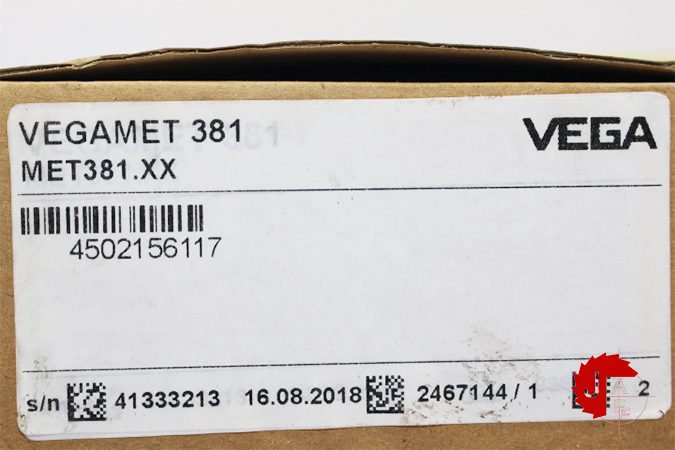 VEGAMET 381
VEGA
MET381.XX
4502156117
s/n 41333213 16.08.2018 2467144 / 1 2